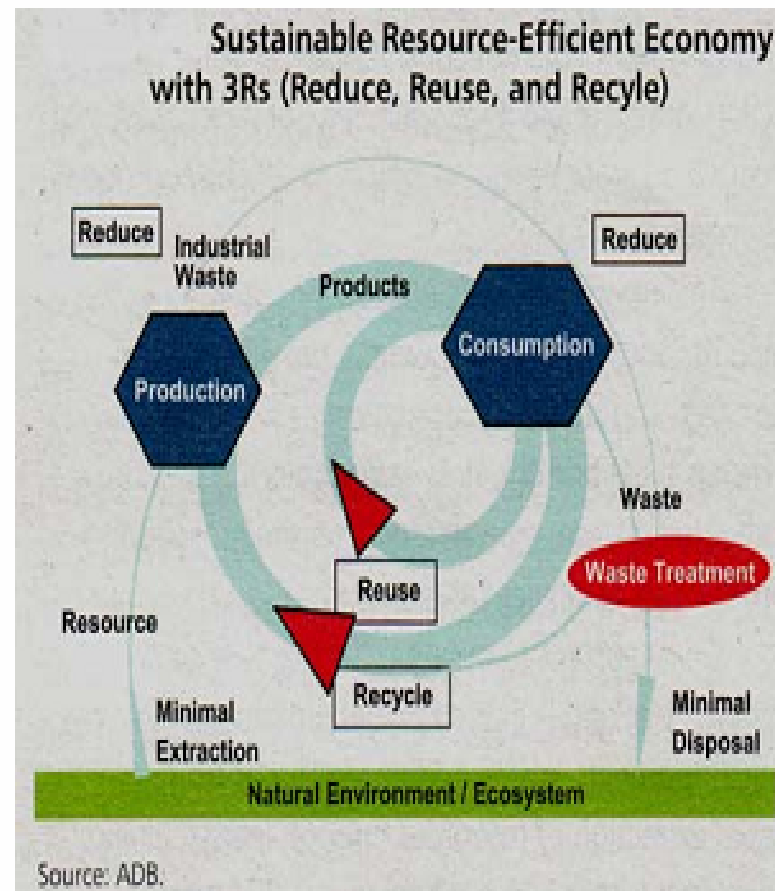 Sustainable Resource-Efficient Economy
with 3Rs (Reduce, Reuse, and Recyle)
Reduce
Industrial
Waste
Reduce
Products
Consumption
Production
Waste
Waste Treatment
Reuse
Resource
Recycle
Minimal
Extraction
Minimal
Disposal
Natural Environment / Ecosystem
Source: ADB.